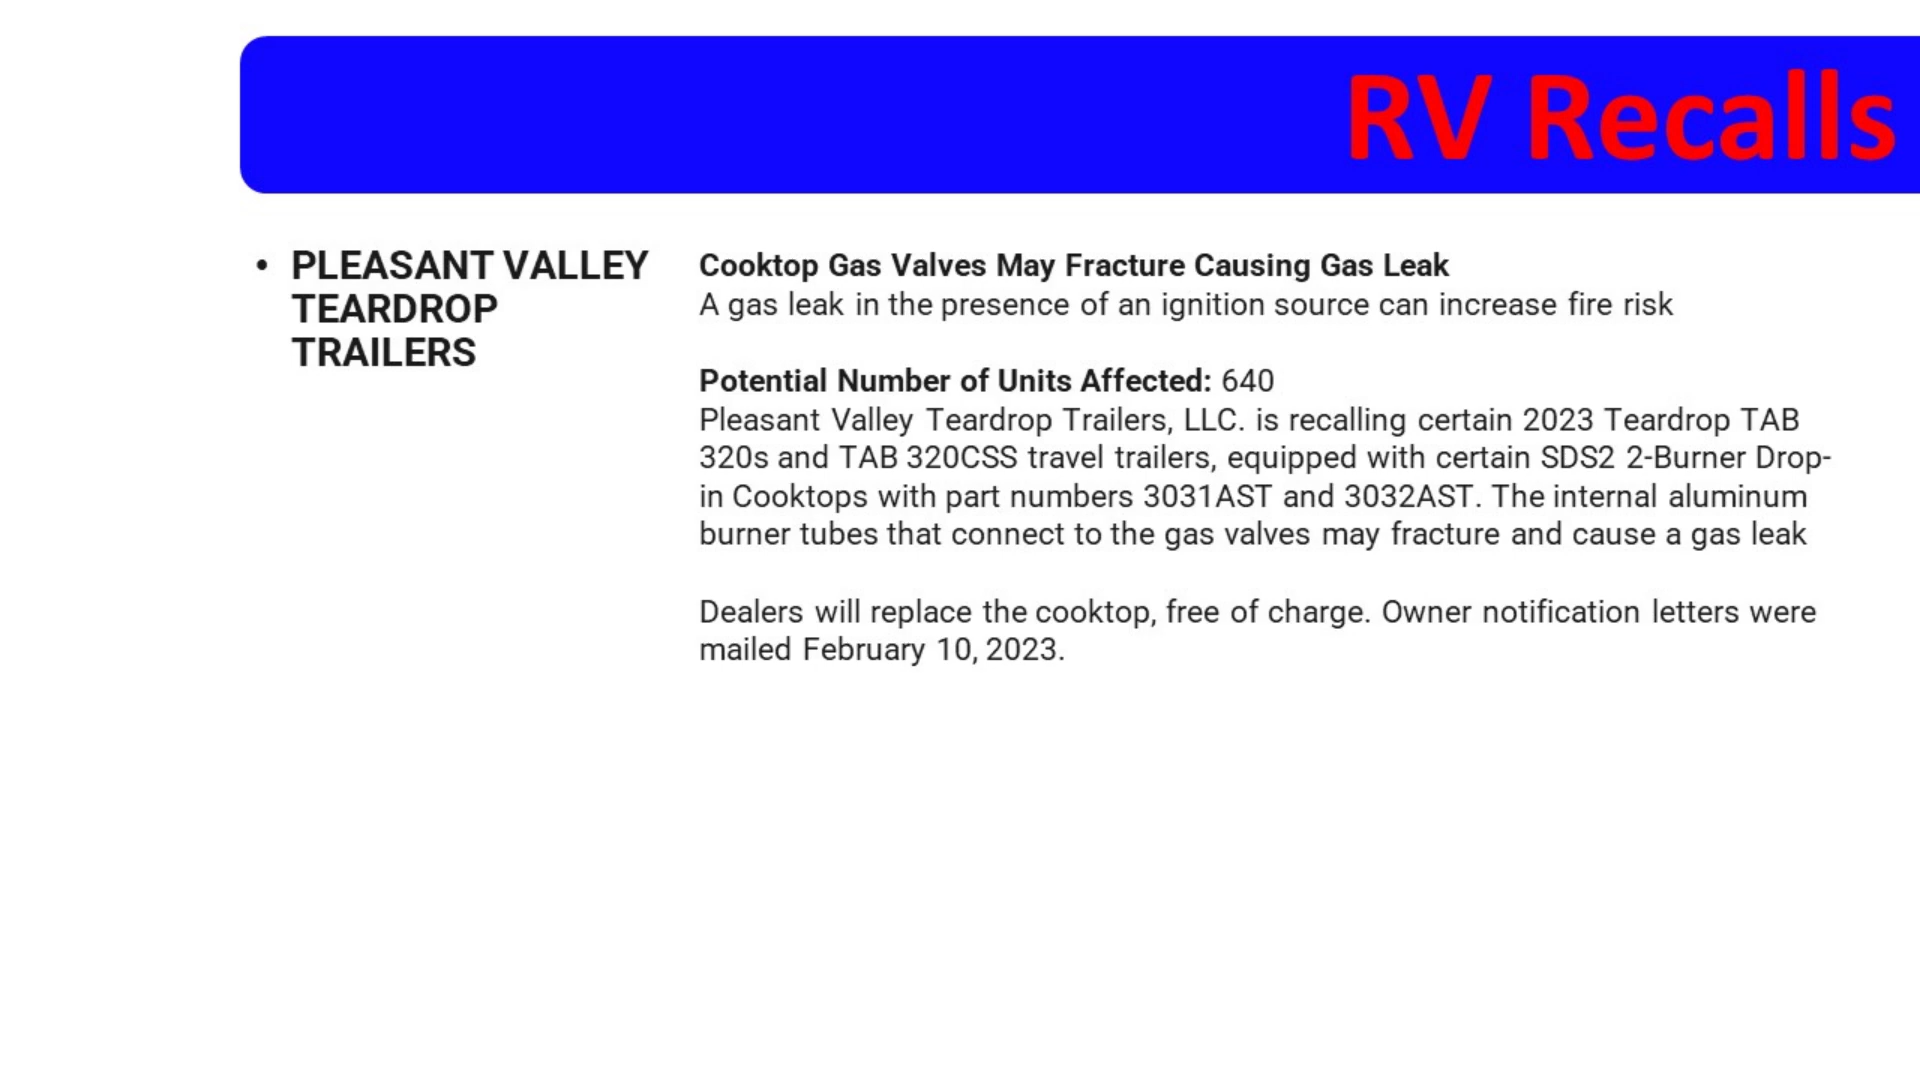 RV Recalls
• PLEASANT VALLEY
TEARDROP
TRAILERS
Cooktop Gas Valves May Fracture Causing Gas Leak
A gas leak in the presence of an ignition source can increase fire risk
Potential Number of Units Affected: 640
Pleasant Valley Teardrop Trailers, LLC. is recalling certain 2023 Teardrop TAB
320s and TAB 320CSS travel trailers, equipped with certain SDS2 2-Burner Drop-
in Cooktops with part numbers 3031AST and 3032AST. The internal aluminum
burner tubes that connect to the gas valves may fracture and cause a gas leak
Dealers will replace the cooktop, free of charge. Owner notification letters were
mailed February 10, 2023.